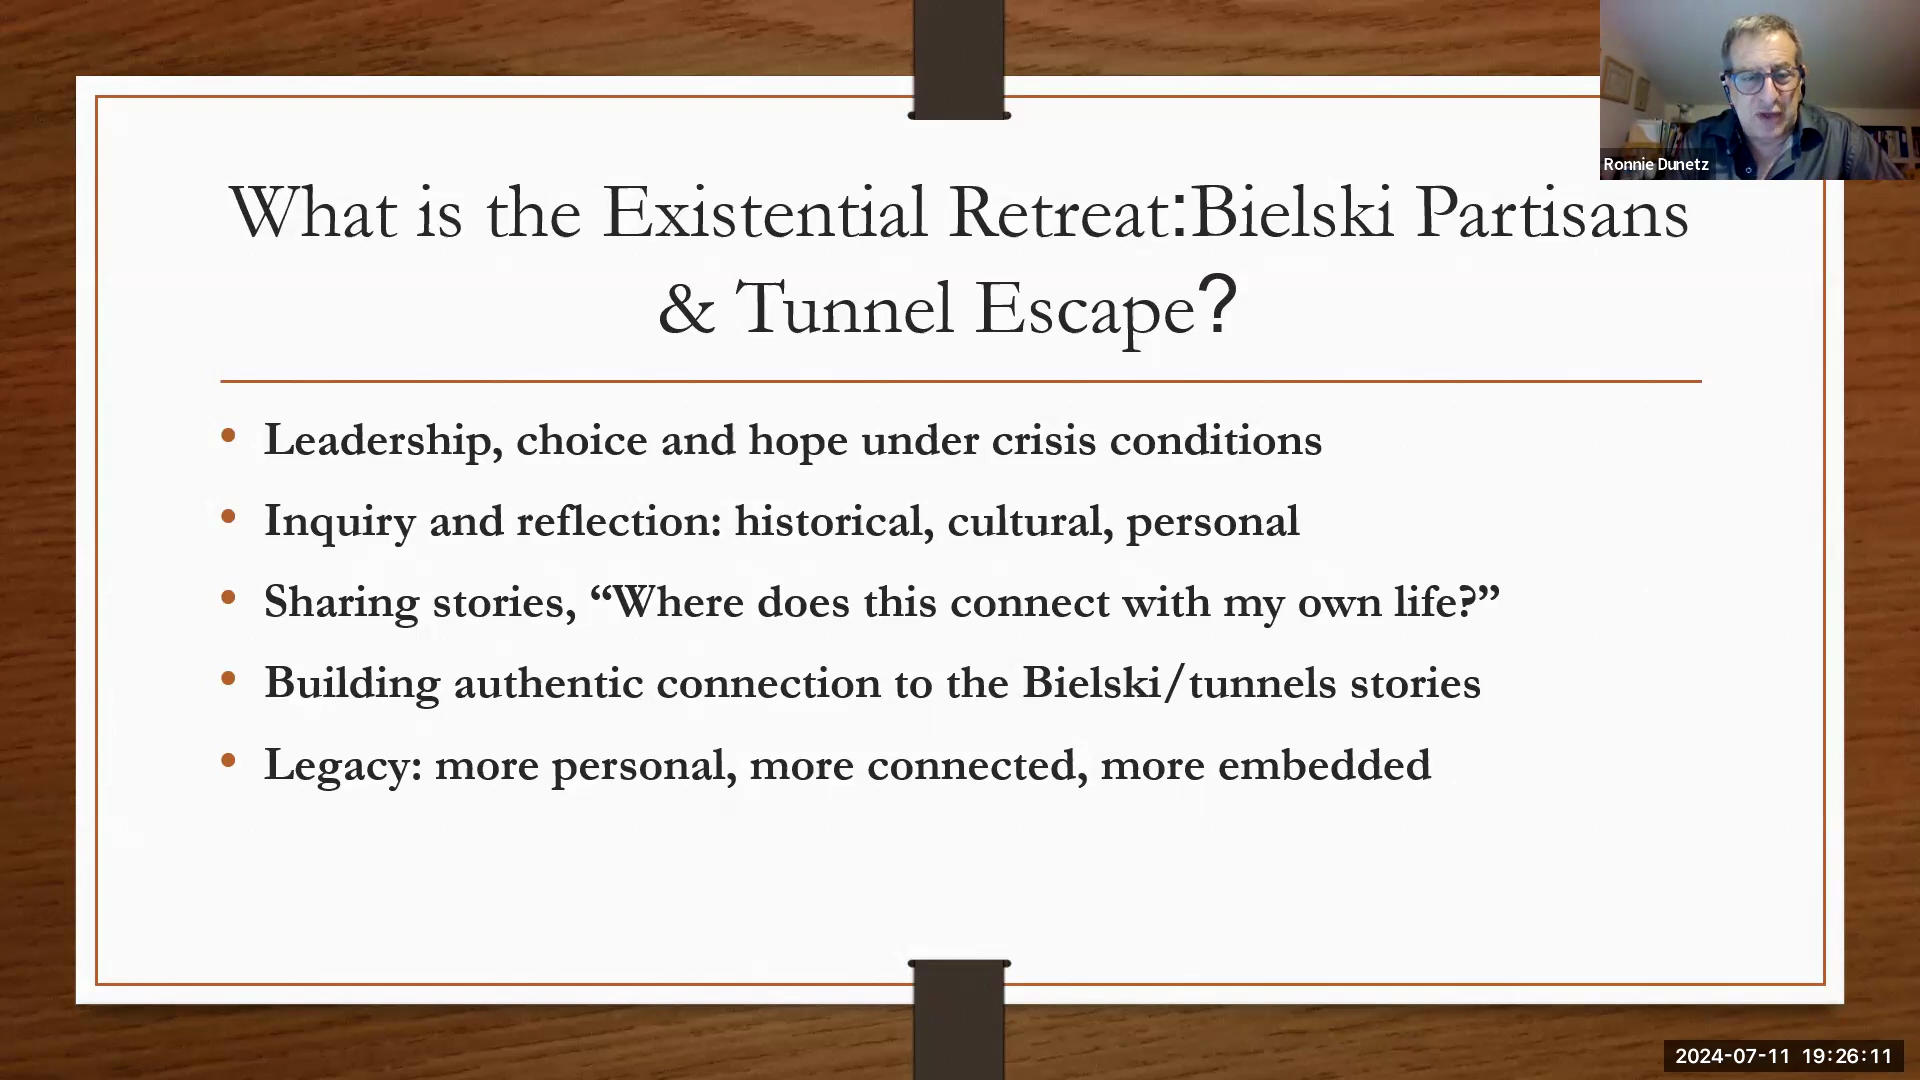 What is the Existential Retreat:Bielski Partisans
& Tunnel Escape?
• Leadership, choice and hope under crisis conditions
• Inquiry and reflection: historical, cultural, personal
• Sharing stories, “Where does this connect with my own life?”
• Building authentic connection to the Bielski/tunnels stories
• Legacy: more personal, more connected, more embedded
Ronnie Dunetz
2024-07-11 19:26:11